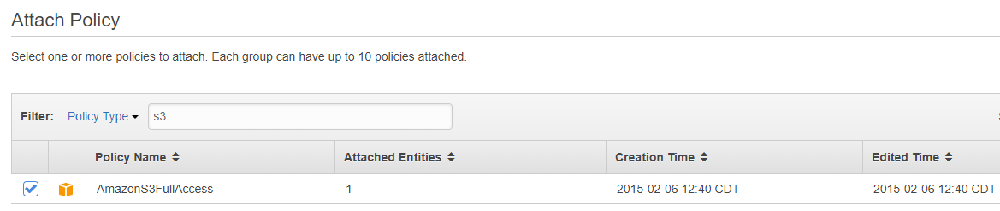 Attach Policy
Select one or more policies to attach. Each group can have up to 10 policies attached.
Filter: Policy Type s3
Policy Name Attached Entities Creation Time Edited Time
AmazonS3FullAccess 1 2015-02-06 12:40 CDT 2015-02-06 12:40 CDT